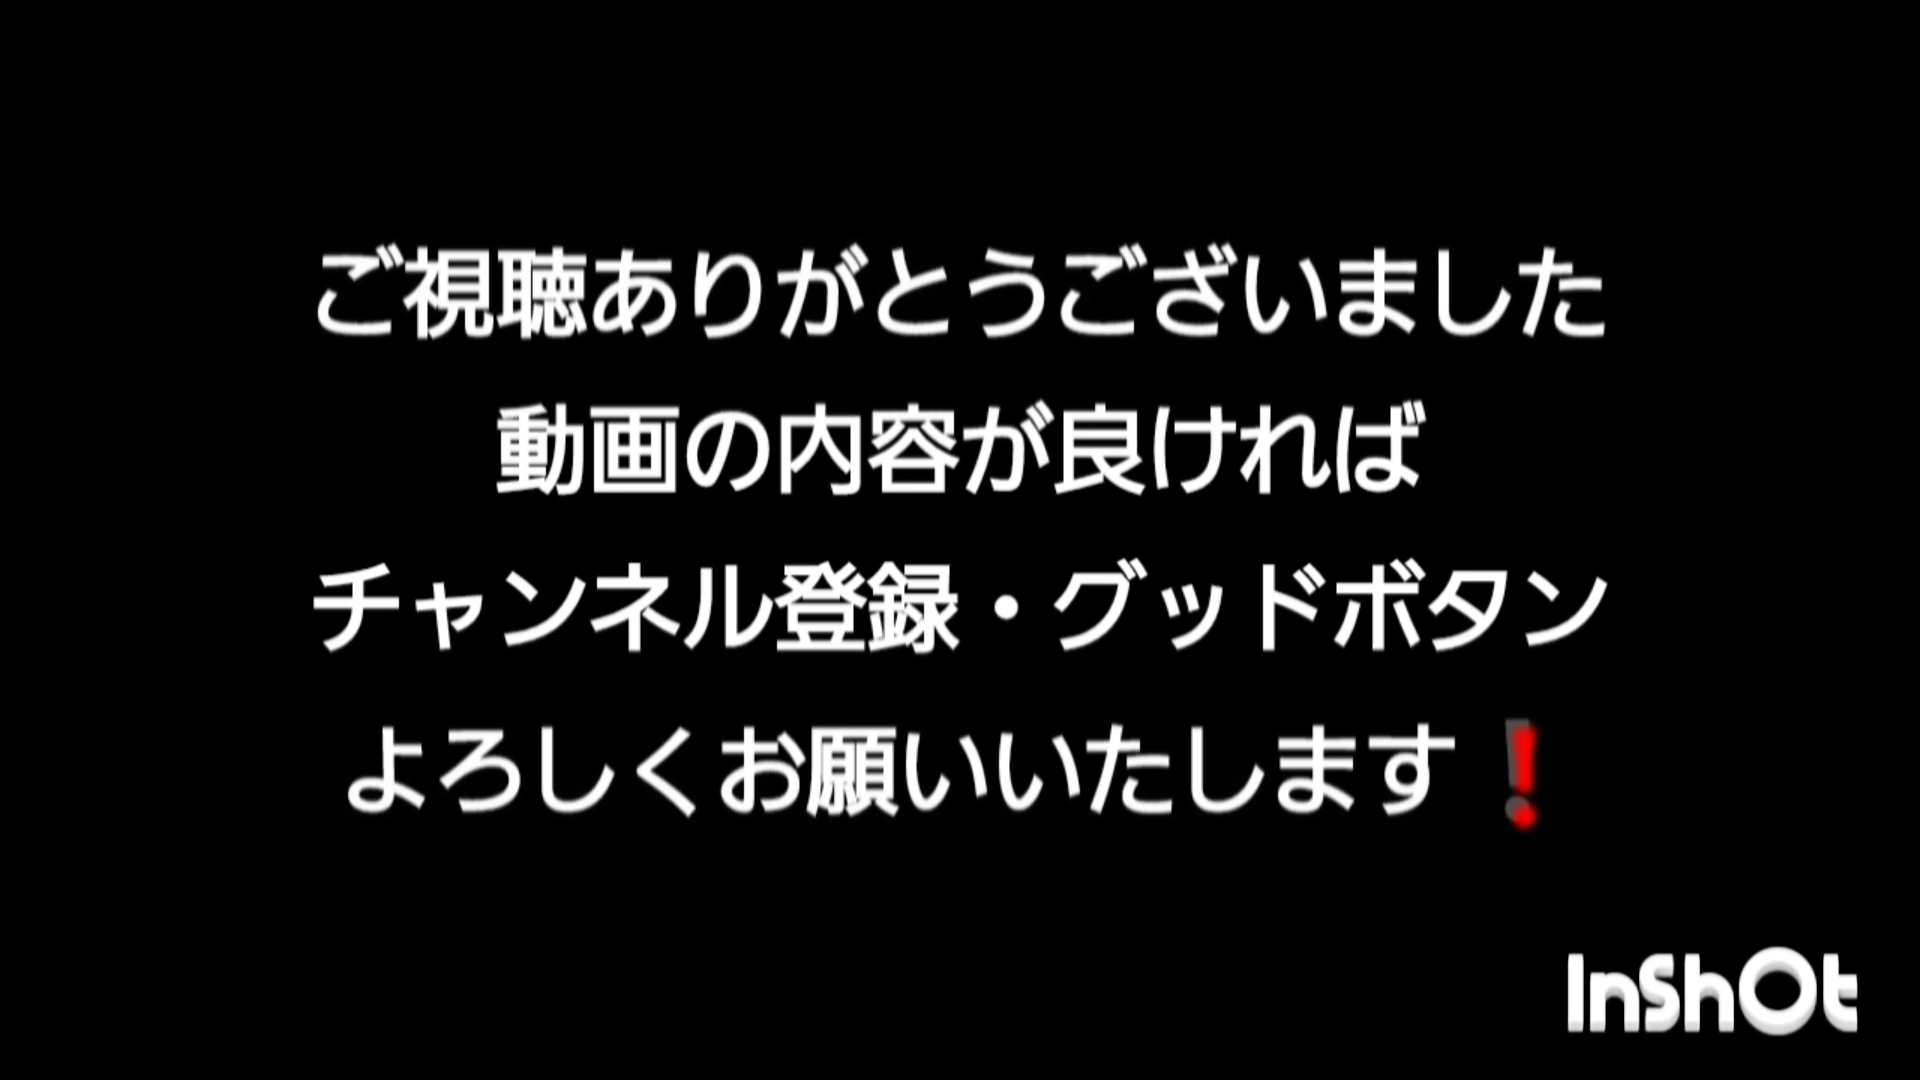 ご視聴ありがとうございました
動画の内容が良ければ
チャンネル登録・グッドボタン
よろしくお願いいたします❗
InShOt